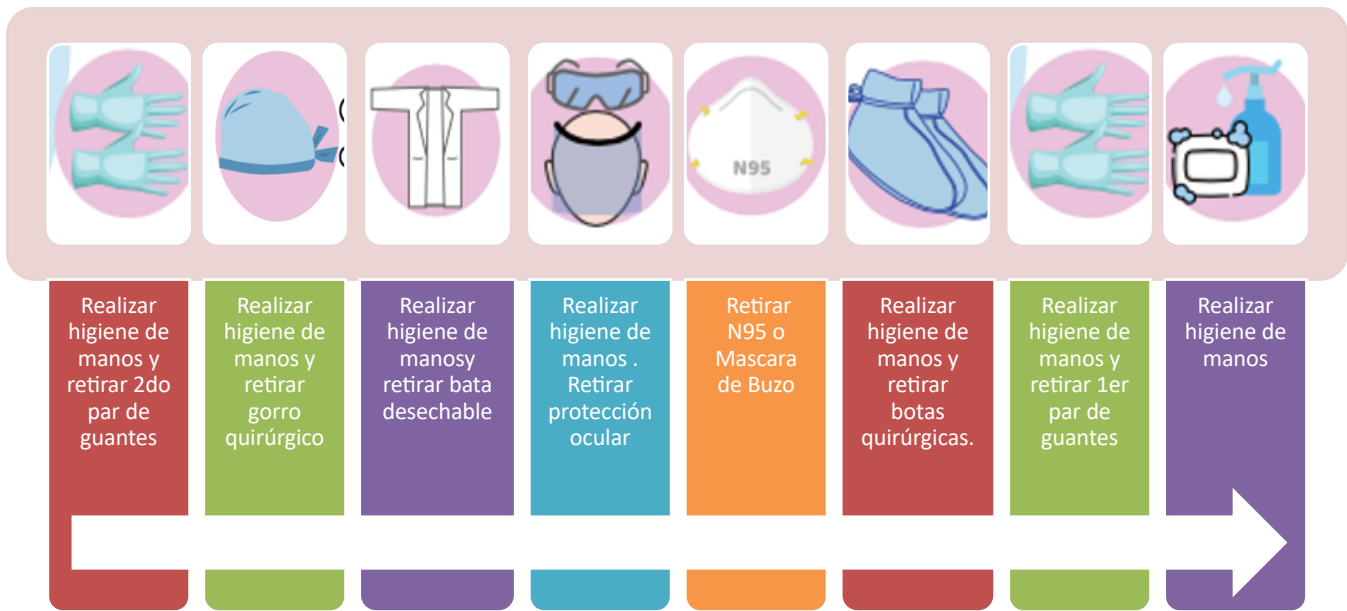 N95
Realizar
higiene de
manos y
retirar 2do
par de
guantes
Realizar
higiene de
manos y
retirar
gorro
quirúrgico
Realizar
higiene de
manosy
retirar bata
desechable
Realizar
higiene de
manos .
Retirar
protección
ocular
Retirar
N95 o
Mascara
de Buzo
Realizar
higiene de
manos y
retirar
botas
quirúrgicas.
Realizar
higiene de
manos y
retirar 1er
par de
guantes
Realizar
higiene de
manos